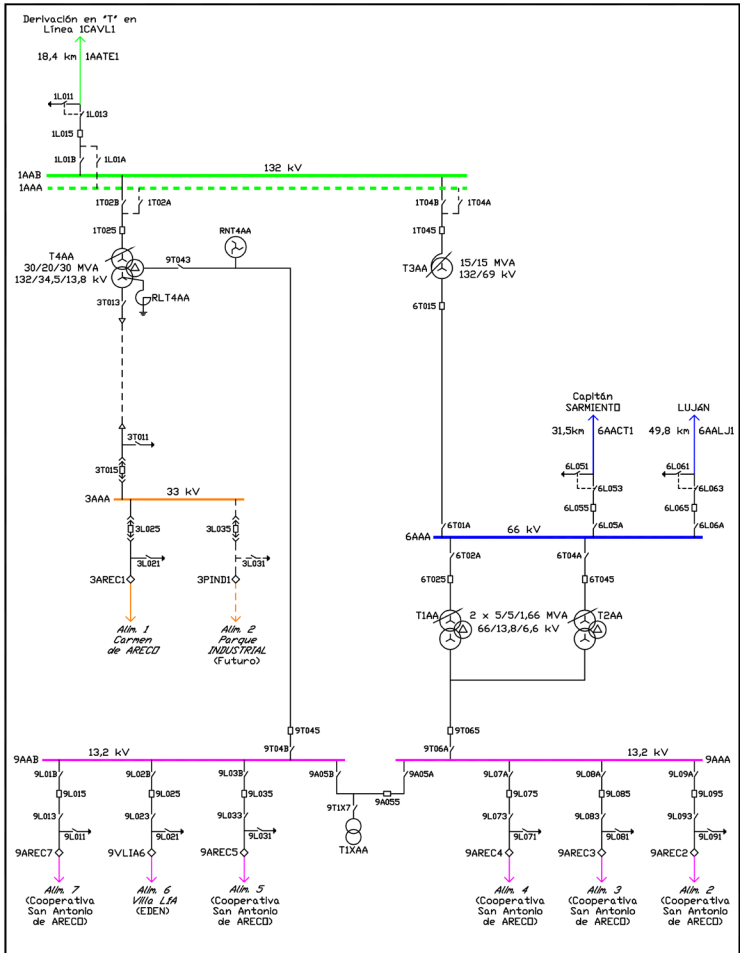 Derivación en "T" en
Línea 1CAVL1
18,4 km 1AATE1
1L011
1L013
1L015
1L01B 1L01A
1AAB 132 kV
1AAA
1T02B 1T02A
1T04B 1T04A
1T025
1T045
RNT4AA
T4AA
30/20/30 MVA
132/34,5/13,8 kV
9T043
T3AA
15/15 MVA
132/69 kV
RLT4AA
3T013
6T015
Capitán
SARMIENTO
LUJÁN
31,5km 6AACT1
49,8 km 6AALJ1
3T011
3T015
6L051
6L053
6L061
6L063
6L055
6L065
3AAA 33 kV
6T01A
6L05A
6L06A
6AAA 66 kV
3L025
3L035
3L021
3L031
6T02A
6T04A
6T025
6T045
3AREC1
3PIND1
T1AA
2 x 5/5/1,66 MVA
66/13,8/6,6 kV
T2AA
Alim. 1
Carmen
de ARECO
Alim. 2
Parque
INDUSTRIAL
(Futuro)
9T045
9T065
9T04B
9T06A
9AAB 13,2 kV
13,2 kV 9AAA
9L01B
9L02B
9L03B
9A05B
9A05A
9L07A
9L08A
9L09A
9L015
9L025
9L035
9A055
9L075
9L085
9L095
9T1X7
9L013
9L023
9L033
9L073
9L083
9L093
9L011
9L021
9L031
9L071
9L081
9L091
T1XAA
9AREC7
9VLIA6
9AREC5
9AREC4
9AREC3
9AREC2
Alim. 7
(Cooperativa
San Antonio
de ARECO)
Alim. 6
Villa LIA
(EDEN)
Alim. 5
(Cooperativa
San Antonio
de ARECO)
Alim. 4
(Cooperativa
San Antonio
de ARECO)
Alim. 3
(Cooperativa
San Antonio
de ARECO)
Alim. 2
(Cooperativa
San Antonio
de ARECO)